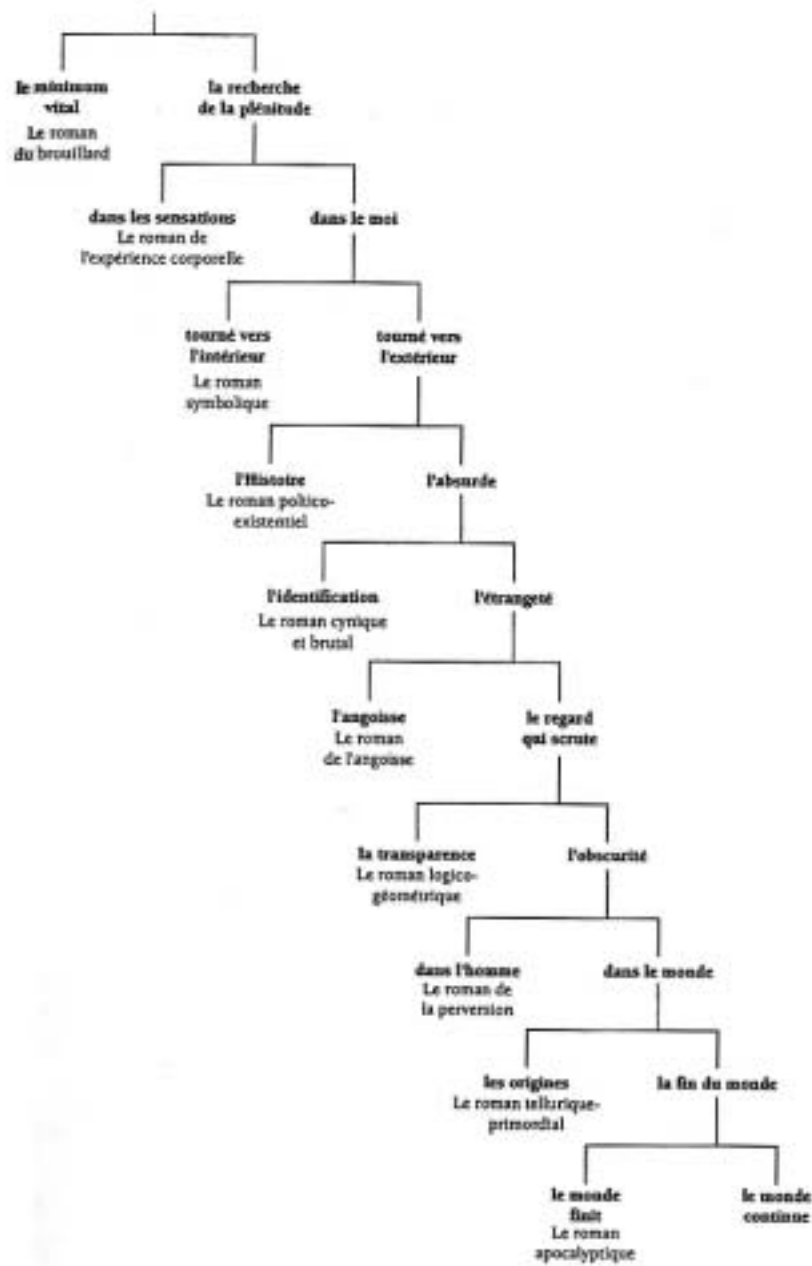 le minimum
vital
Le roman
du brouillard
la recherche
de la plénitude
dans les sensations
Le roman de
l'expérience corporelle
dans le moi
tourné vers
l'intérieur
Le roman
symbolique
tourné vers
l'extérieur
l'Histoire
Le roman poltico-
existentiel
l'absurde
l'identification
Le roman cynique
et brutal
l'étrangeté
l'angoisse
Le roman
de l'angoisse
le regard
qui scrute
la transparence
Le roman logico-
géométrique
l'obscurité
dans l'homme
Le roman de
la perversion
dans le monde
les origines
Le roman tellurique-
primordial
la fin du monde
le monde
finit
Le roman
apocalyptique
le monde
continue